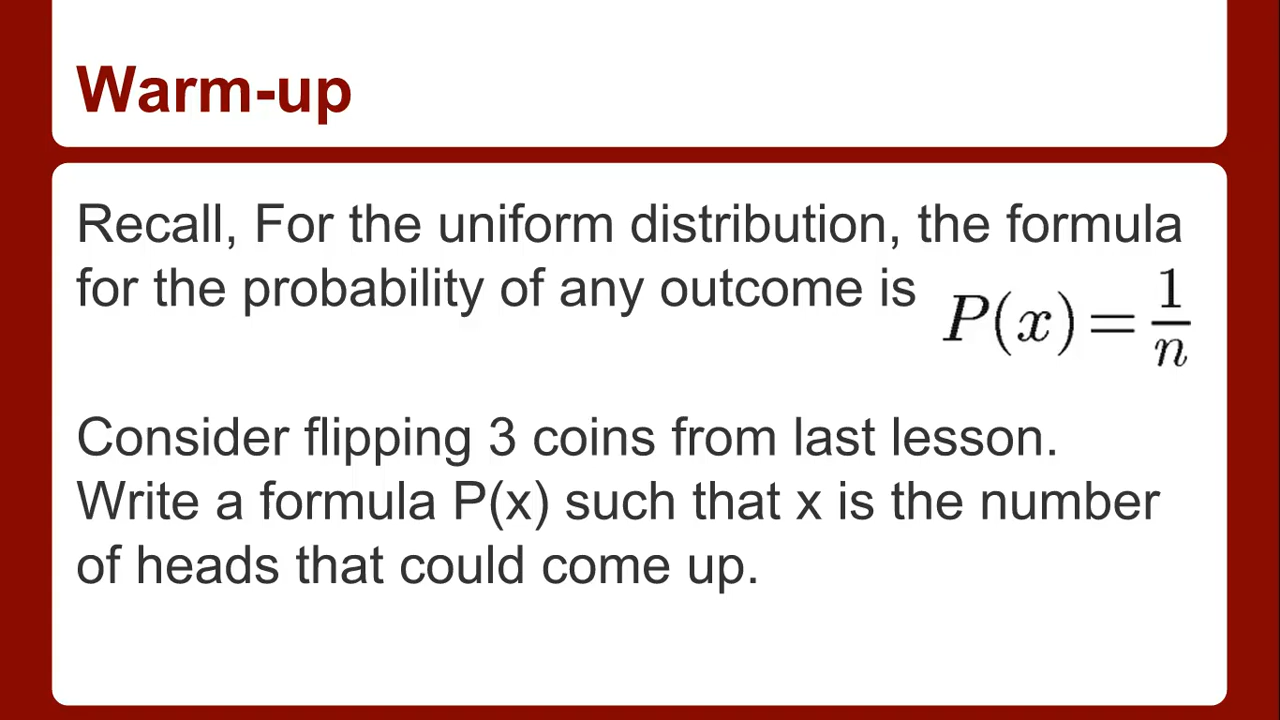 Warm-up
Recall, For the uniform distribution, the formula
for the probability of any outcome is P(x) = 1/n
Consider flipping 3 coins from last lesson.
Write a formula P(x) such that x is the number
of heads that could come up.